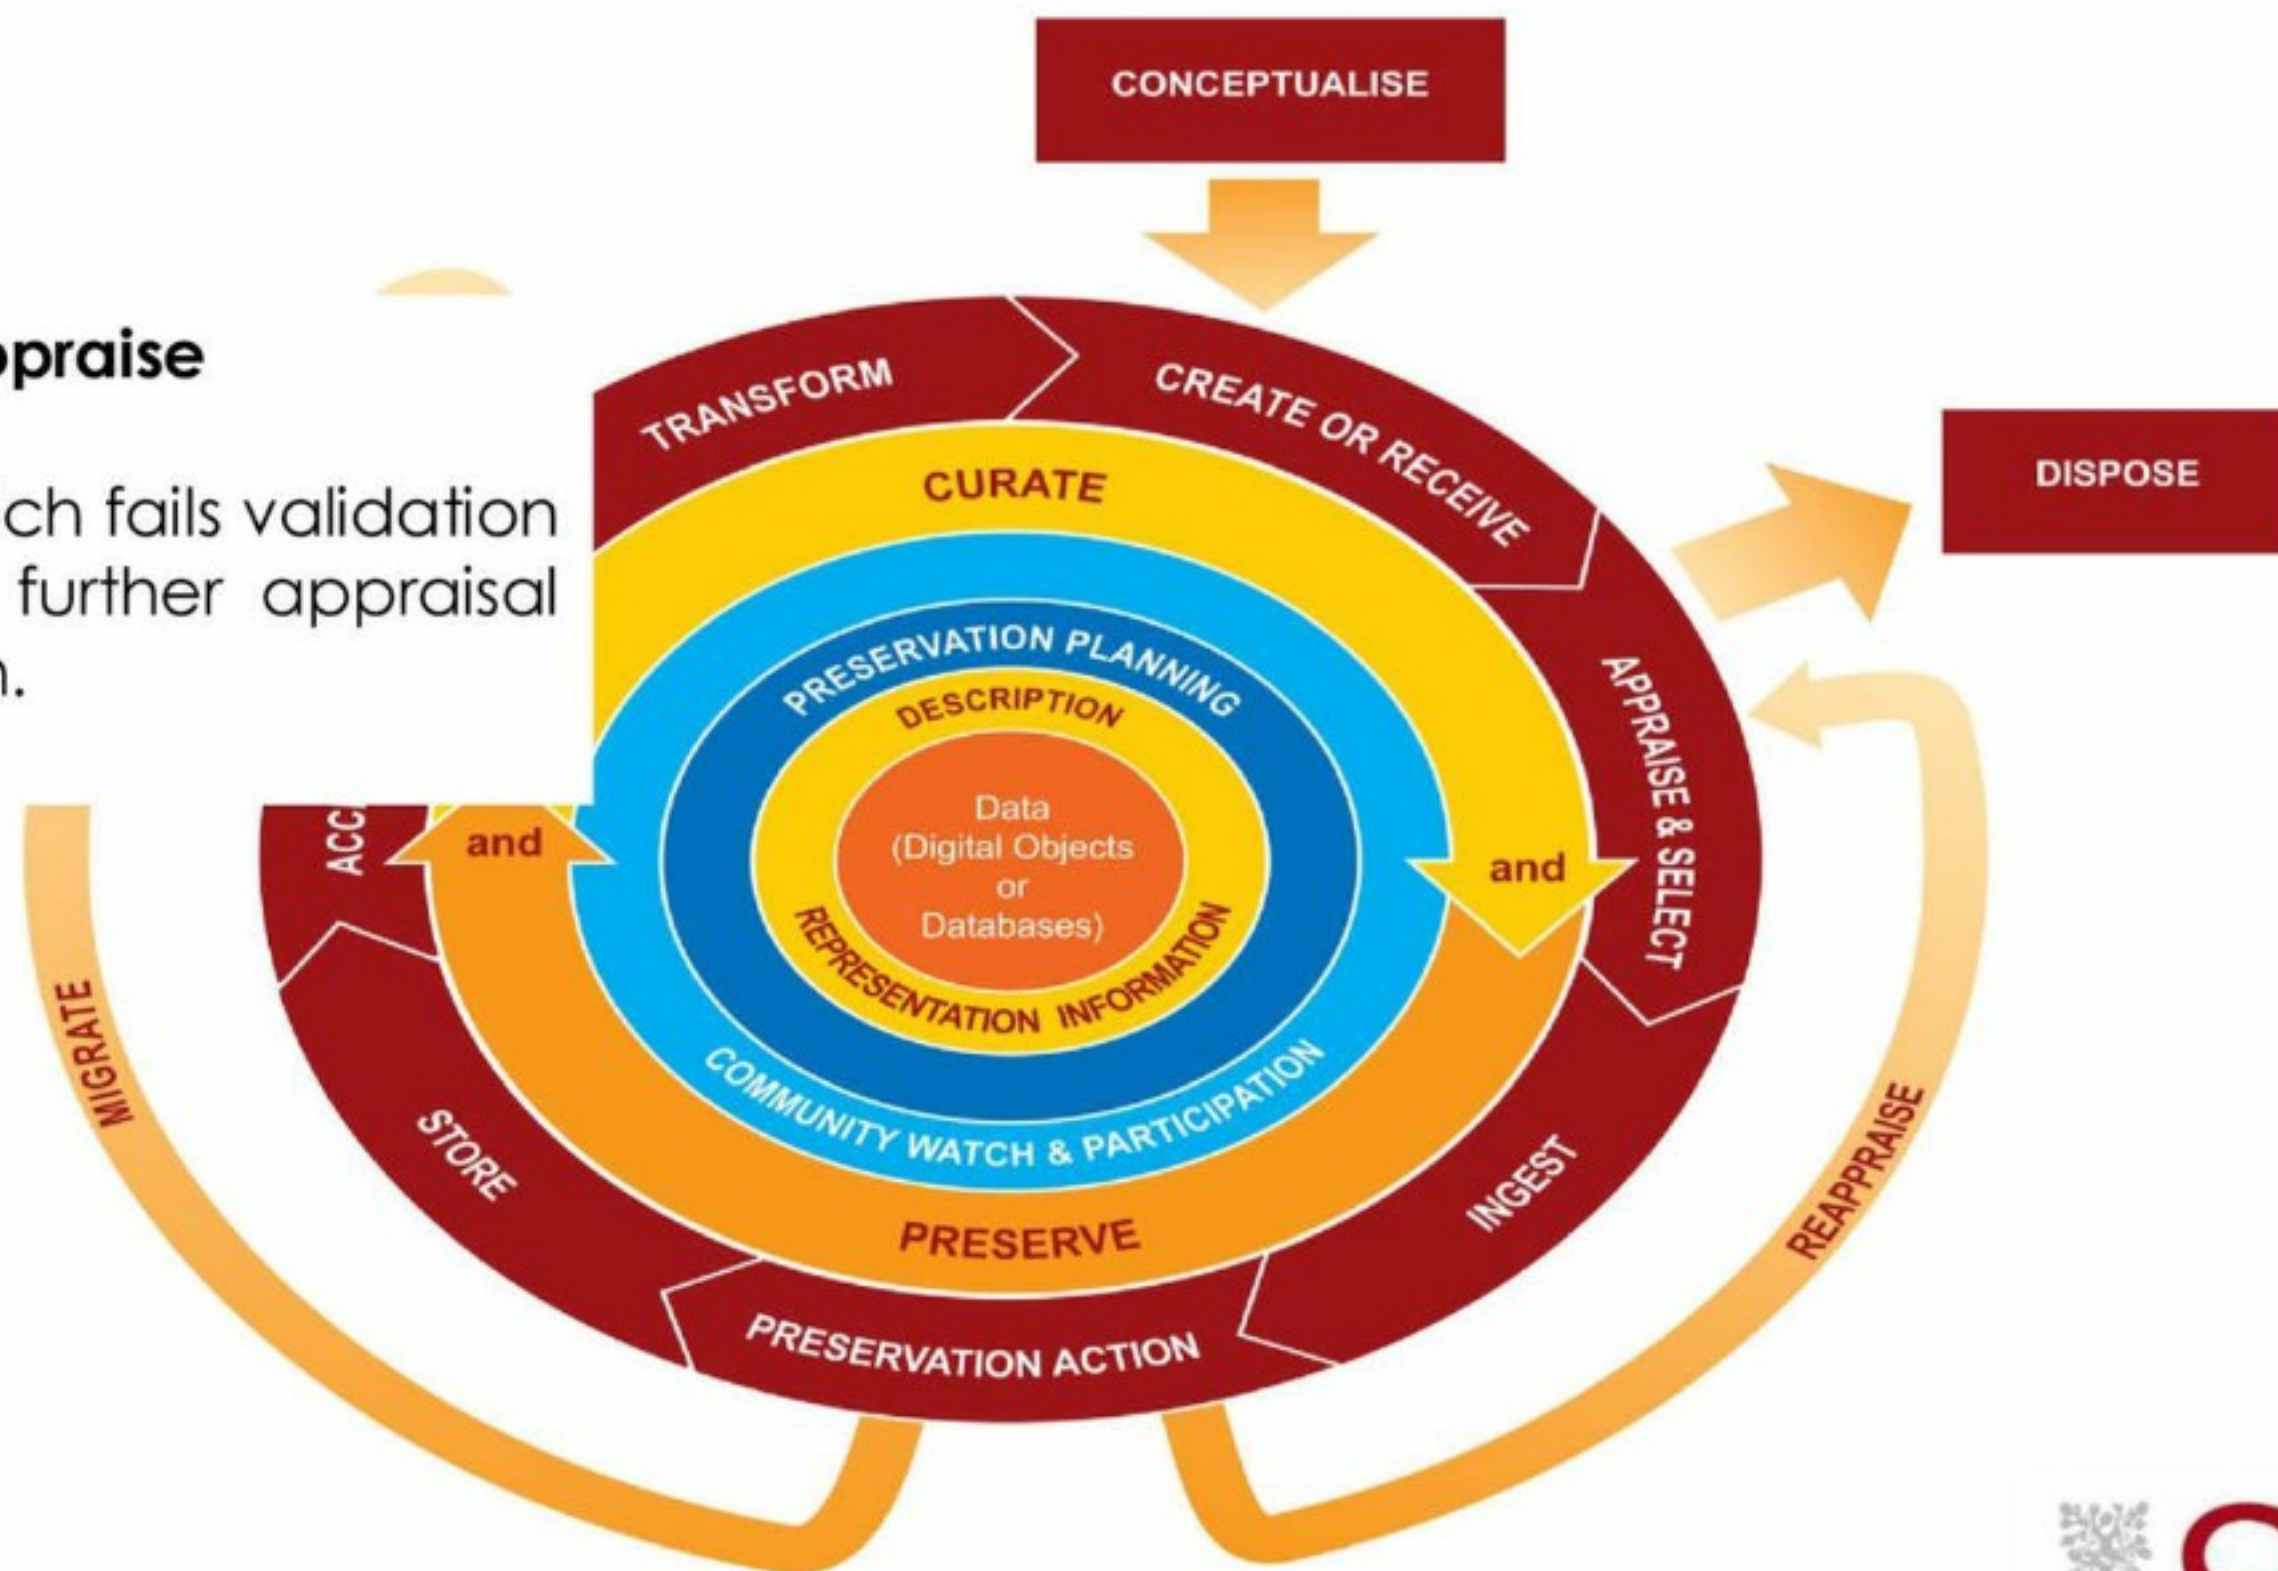 CONCEPTUALISE
praise
fails validation
further appraisal
TRANSFORM
CREATE OR RECEIVE
DISPOSE
CURATE
PRESERVATION PLANNING
DESCRIPTION
APPRAISE & SELECT
Data
(Digital Objects
or
Databases)
and
and
REPRESENTATION INFORMATION
COMMUNITY WATCH & PARTICIPATION
MIGRATE
STORE
INGEST
REAPPRAISE
PRESERVE
PRESERVATION ACTION